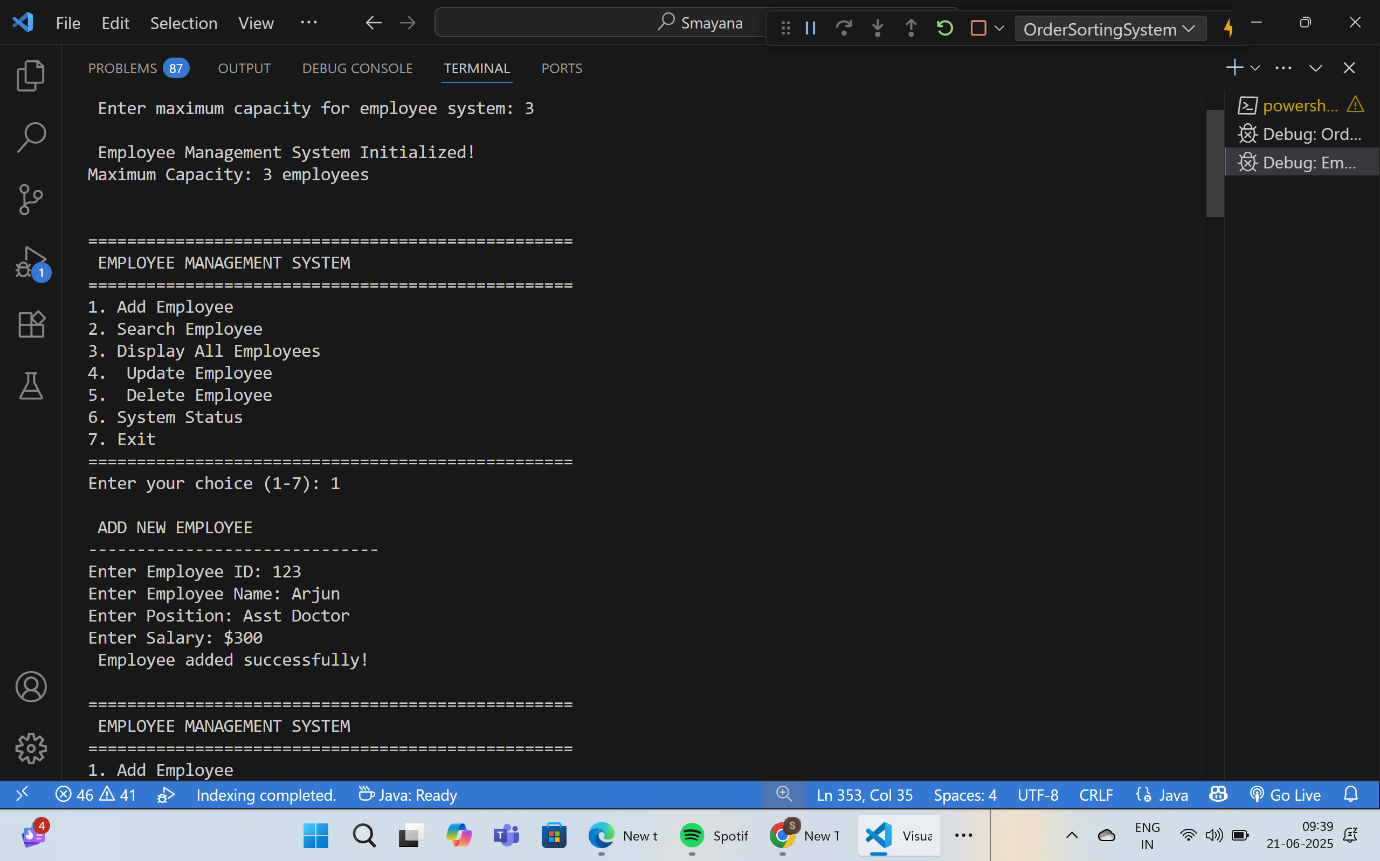 File Edit Selection View ··· Smayana OrderSortingSystem
PROBLEMS 87 OUTPUT DEBUG CONSOLE TERMINAL PORTS
Enter maximum capacity for employee system: 3
Employee Management System Initialized!
Maximum Capacity: 3 employees
==================================================
EMPLOYEE MANAGEMENT SYSTEM
==================================================
1. Add Employee
2. Search Employee
3. Display All Employees
4.  Update Employee
5.  Delete Employee
6. System Status
7. Exit
==================================================
Enter your choice (1-7): 1
ADD NEW EMPLOYEE
------------------------------
Enter Employee ID: 123
Enter Employee Name: Arjun
Enter Position: Asst Doctor
Enter Salary: $300
Employee added successfully!
==================================================
EMPLOYEE MANAGEMENT SYSTEM
==================================================
1. Add Employee
powersh...
Debug: Ord...
Debug: Em...
1
46 41 Indexing completed. Java: Ready Ln 353, Col 35 Spaces: 4 UTF-8 CRLF Java Go Live
4 New t Spotif S New T Visua ··· ENG IN 09:39 21-06-2025